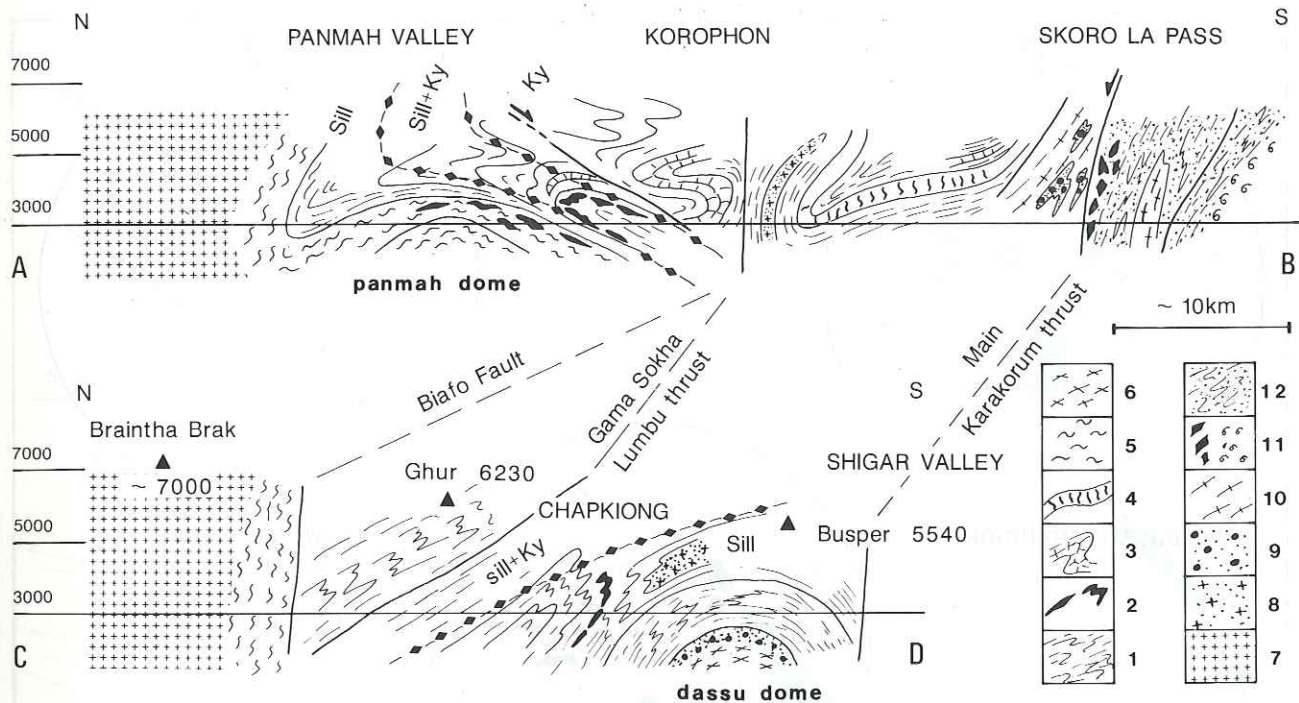 N
S
PANMAH VALLEY
KOROPHON
SKORO LA PASS
7000
5000
3000
Sill
Sill+Ky
Ky
A
B
panmah dome
~ 10km
Biafo Fault
Gama Sokha
Lumbu thrust
Main
Karakorum thrust
N
S
Braintha Brak
~ 7000
7000
5000
3000
Ghur 6230
CHAPKIONG
SHIGAR VALLEY
Busper 5540
sill+Ky
Sill
C
D
dassu dome
6
12
5
11
4
10
3
9
2
8
1
7